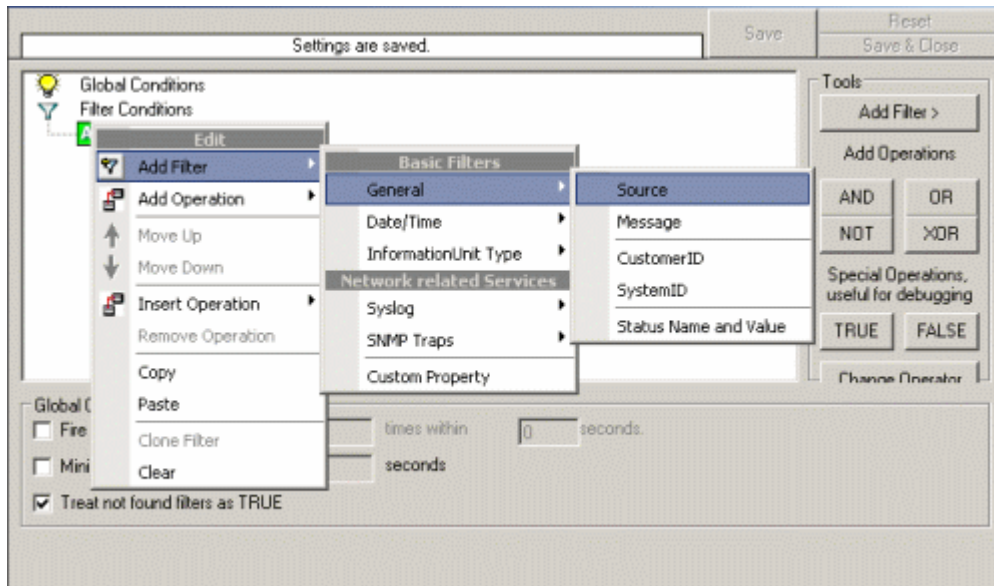 Reset
Settings are saved.
Save
Save & Close
Global Conditions
Filter Conditions
A
Edit
Add Filter
Add Operation
Move Up
Move Down
Insert Operation
Remove Operation
Copy
Paste
Clone Filter
Clear
Basic Filters
General
Date/Time
InformationUnit Type
Network related Services
Syslog
SNMP Traps
Custom Property
Source
Message
CustomerID
SystemID
Status Name and Value
Tools
Add Filter >
Add Operations
AND OR
NOT XOR
Special Operations,
useful for debugging
TRUE FALSE
Change Operator
Global C
Fire times within 0 seconds.
Mini seconds
Treat not found filters as TRUE